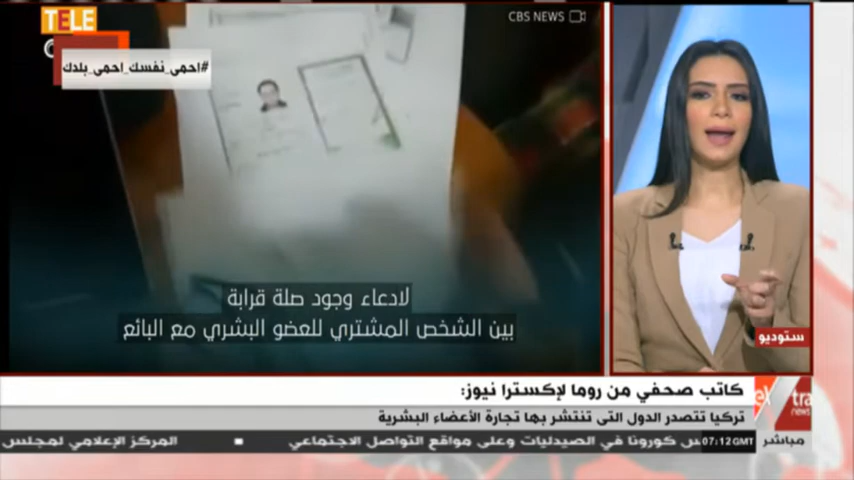 TELE
CBS NEWS
#احمى_نفسك_احمى_بلدك
لادعاء وجود صلة قرابة
بين الشخص المشتري للعضو البشري مع البائع
ستوديو
كاتب صحفي من روما لإكسترا نيوز:
تركيا تتصدر الدول التى تنتشر بها تجارة الأعضاء البشرية
extra
news
مباشر
07:12 GMT
كورونا في الصيدليات وعلى مواقع التواصل الاجتماعي ■ المركز الإعلامي لمجلس